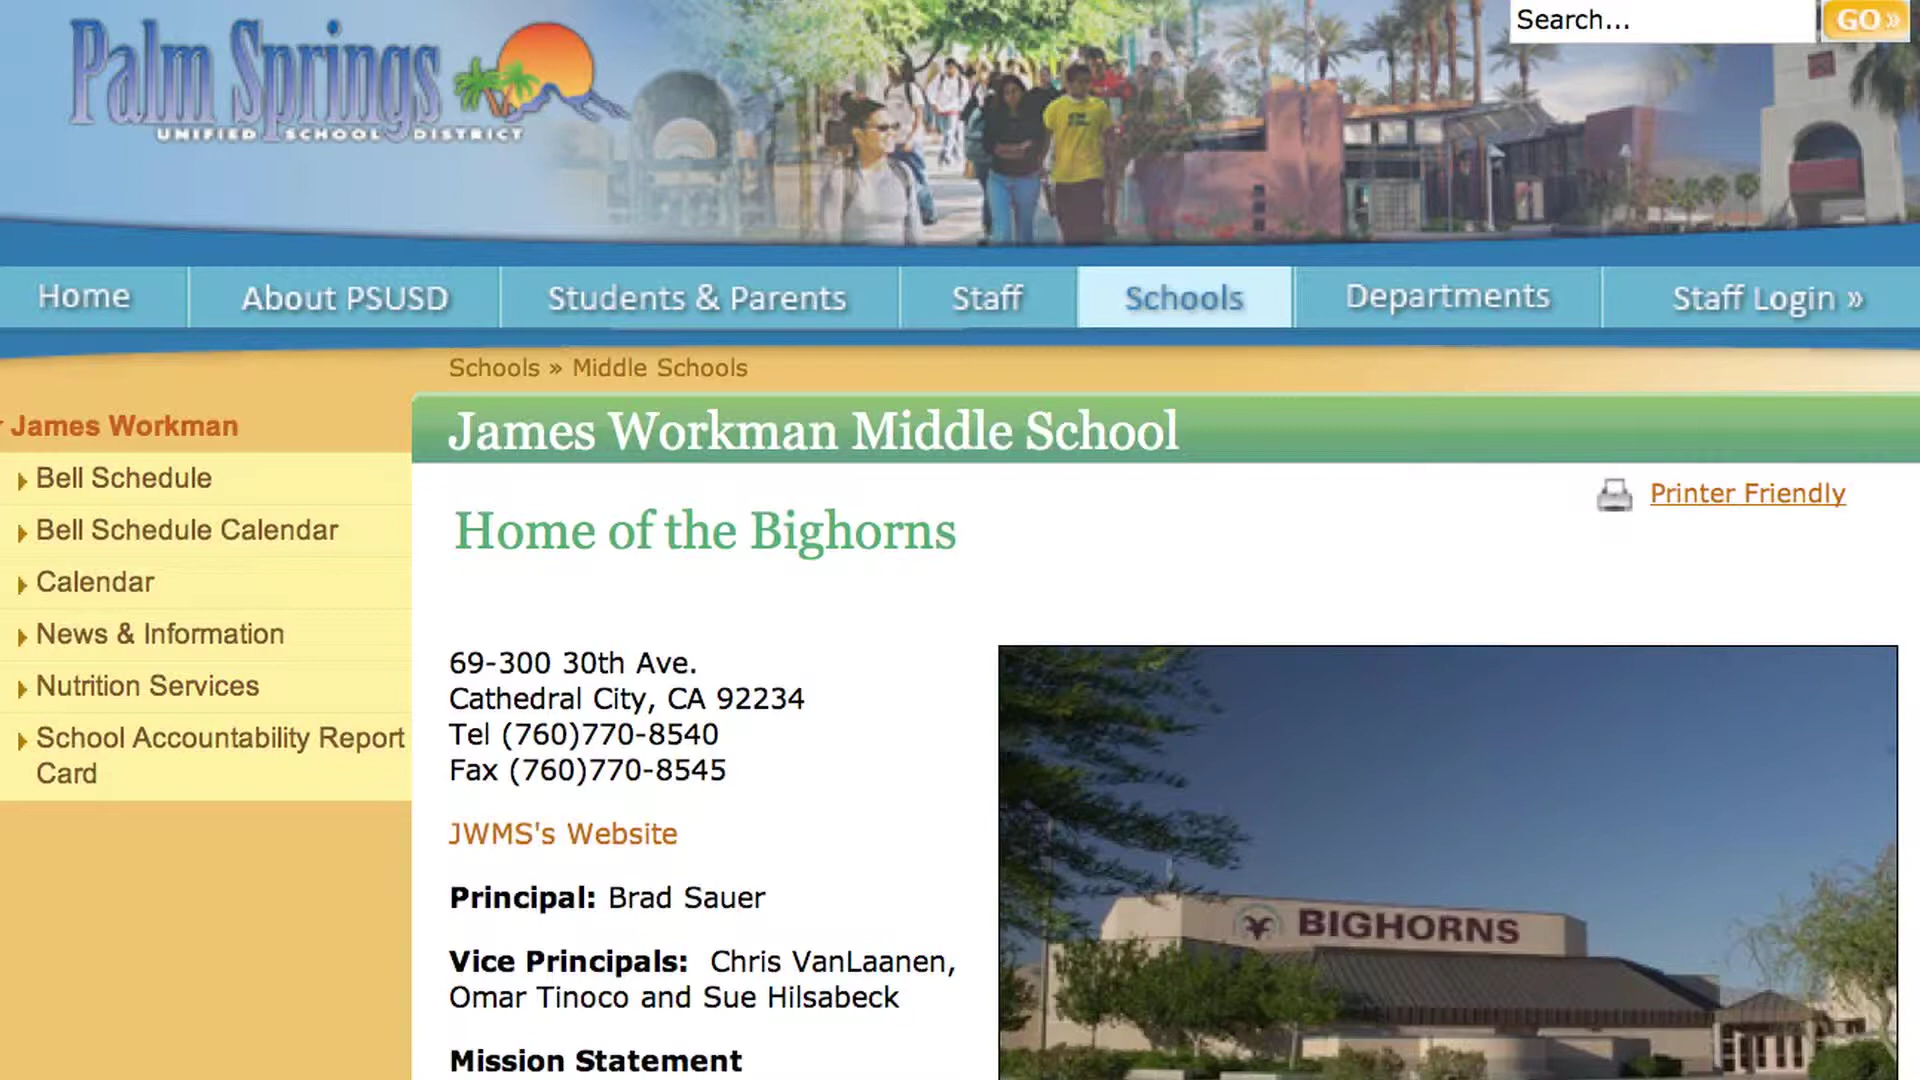 Palm Springs
UNIFIED SCHOOL DISTRICT
Search...
GO »
Home
About PSUSD
Students & Parents
Staff
Schools
Departments
Staff Login »
Schools » Middle Schools
James Workman
Bell Schedule
Bell Schedule Calendar
Calendar
News & Information
Nutrition Services
School Accountability Report
Card
James Workman Middle School
Printer Friendly
Home of the Bighorns
69-300 30th Ave.
Cathedral City, CA 92234
Tel (760)770-8540
Fax (760)770-8545
JWMS's Website
Principal: Brad Sauer
Vice Principals: Chris VanLaanen,
Omar Tinoco and Sue Hilsabeck
Mission Statement
BIGHORNS